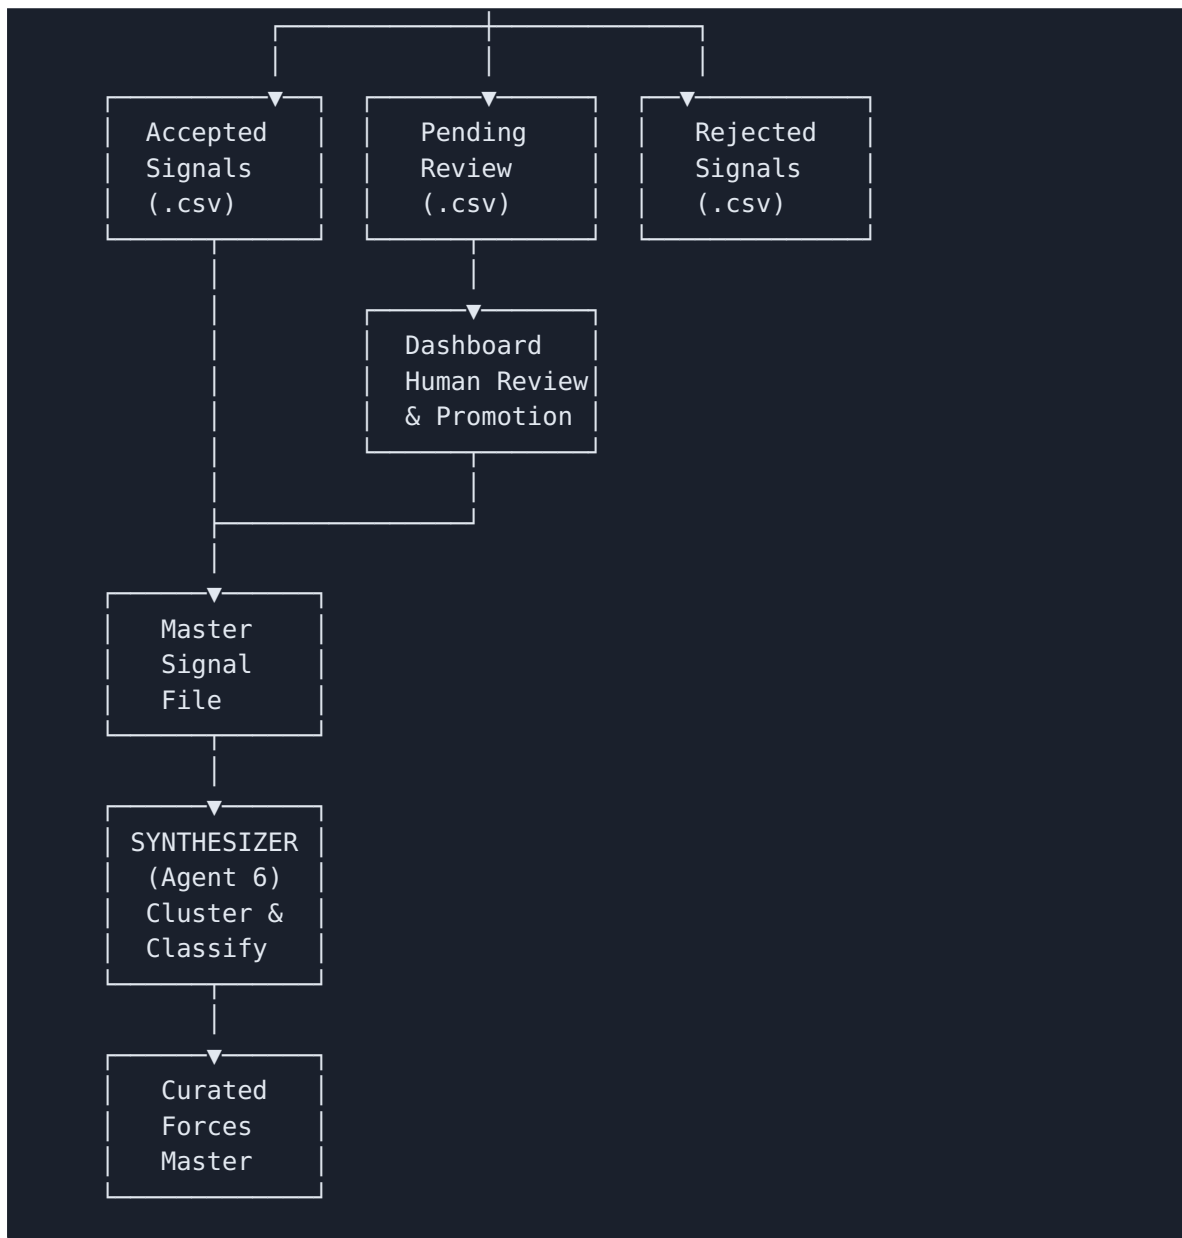 Accepted
Signals
(.csv)
Pending
Review
(.csv)
Rejected
Signals
(.csv)
Dashboard
Human Review
& Promotion
Master
Signal
File
SYNTHESIZER
(Agent 6)
Cluster &
Classify
Curated
Forces
Master